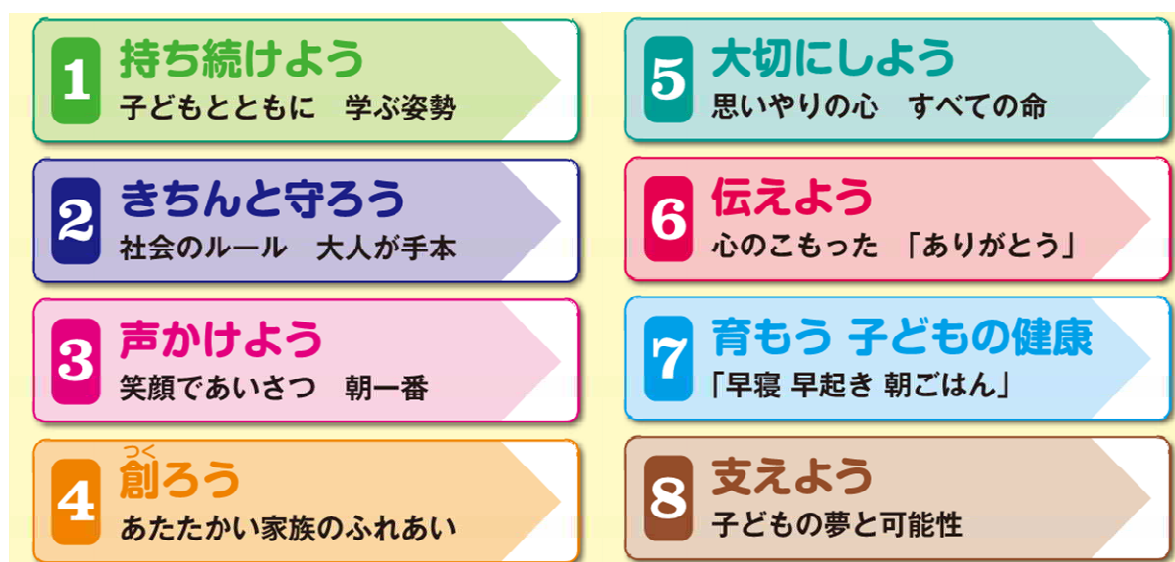 1
持ち続けよう
子どもとともに　学ぶ姿勢
2
きちんと守ろう
社会のルール　大人が手本
3
声かけよう
笑顔であいさつ　朝一番
4
つく
創ろう
あたたかい家族のふれあい
5
大切にしよう
思いやりの心　すべての命
6
伝えよう
心のこもった　「ありがとう」
7
育もう 子どもの健康
「早寝 早起き 朝ごはん」
8
支えよう
子どもの夢と可能性